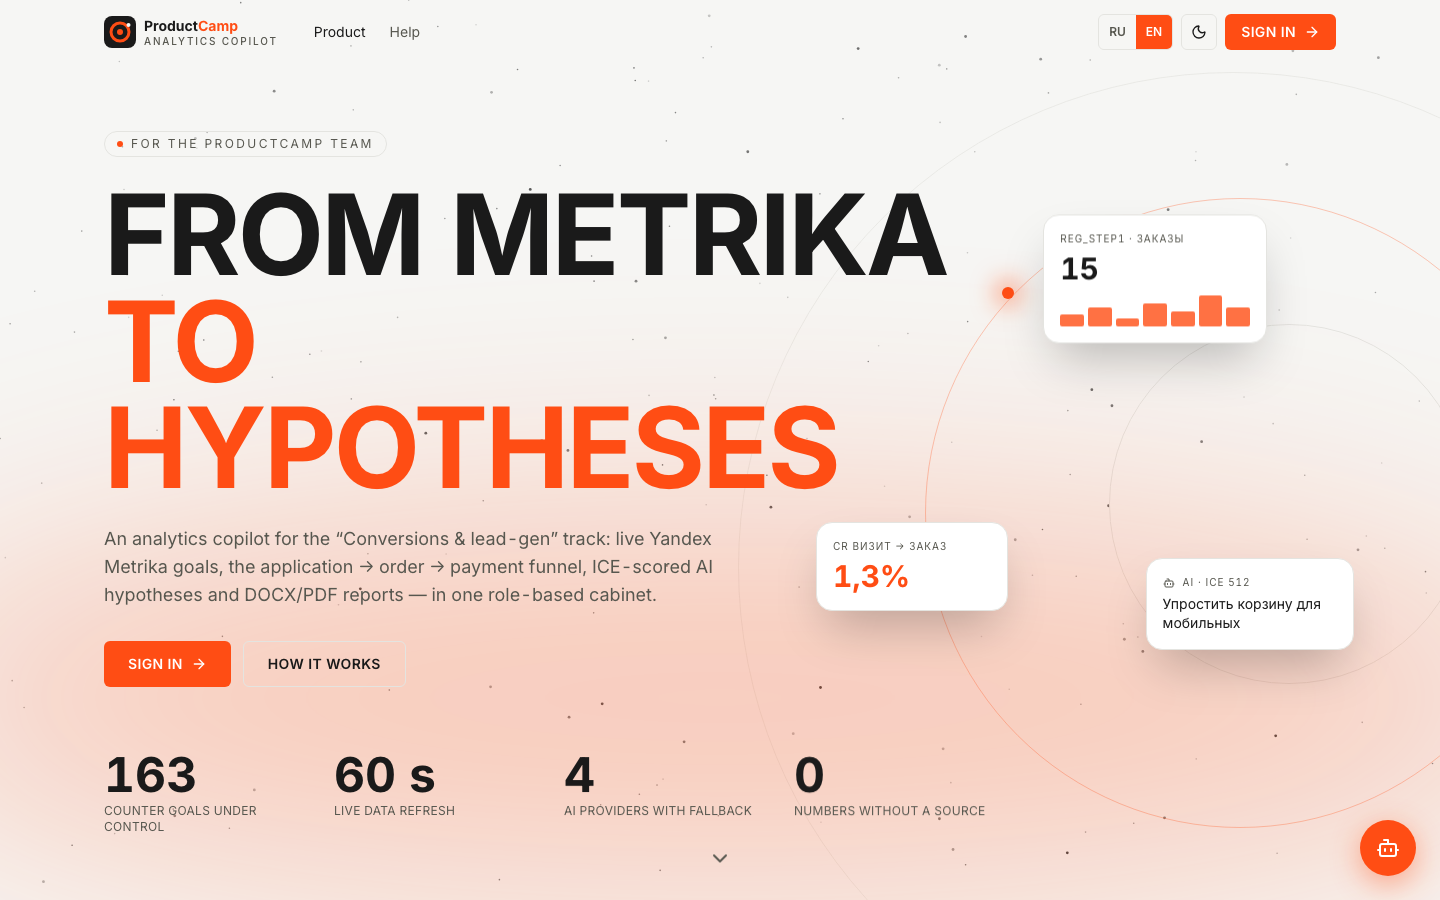 ProductCamp
ANALYTICS COPILOT
Product
Help
RU
EN
SIGN IN →
FOR THE PRODUCTCAMP TEAM
FROM METRIKA
TO
HYPOTHESES
An analytics copilot for the “Conversions & lead-gen” track: live Yandex
Metrika goals, the application → order → payment funnel, ICE-scored AI
hypotheses and DOCX/PDF reports — in one role-based cabinet.
SIGN IN →
HOW IT WORKS
REG_STEP1 · ЗАКАЗЫ
15
CR ВИЗИТ → ЗАКАЗ
1,3%
AI · ICE 512
Упростить корзину для
мобильных
163
COUNTER GOALS UNDER
CONTROL
60 s
LIVE DATA REFRESH
4
AI PROVIDERS WITH FALLBACK
0
NUMBERS WITHOUT A SOURCE